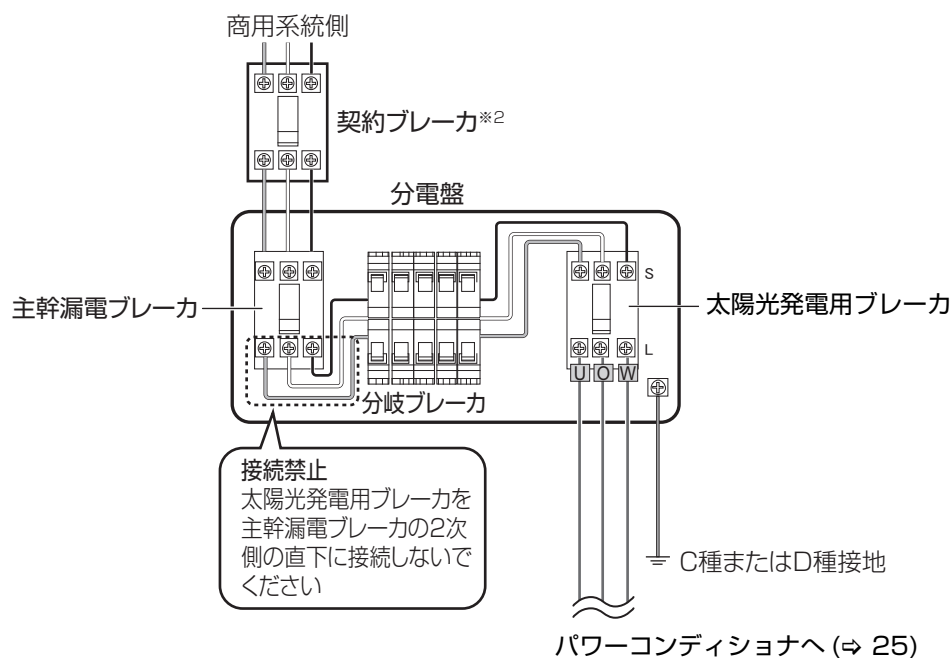 商用系統側
契約ブレーカ※2
分電盤
主幹漏電ブレーカ
S
太陽光発電用ブレーカ
L
U O W
分岐ブレーカ
接続禁止
太陽光発電用ブレーカを
主幹漏電ブレーカの2次
側の直下に接続しないで
ください
C種またはD種接地
パワーコンディショナへ (⇨ 25)